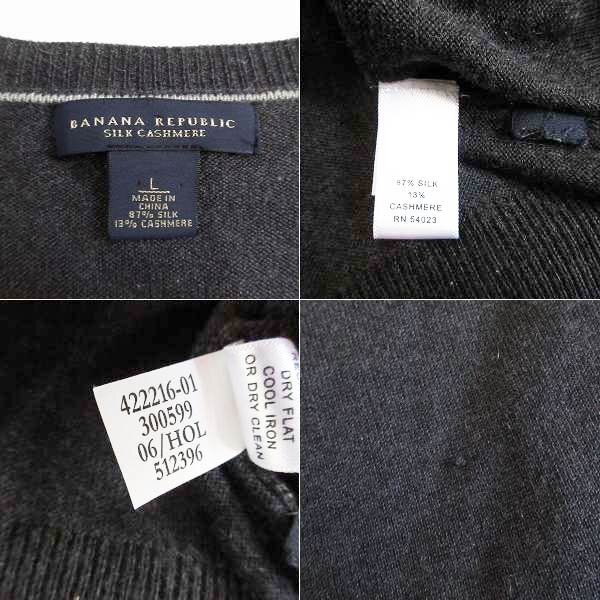 BANANA REPUBLIC
SILK CASHMERE
L
MADE IN
CHINA
87% SILK
13% CASHMERE
87% SILK
13%
CASHMERE
RN 54023
422216-01
300599
06/HOL
512396
DRY FLAT
COOL IRON
OR DRY CLEAN